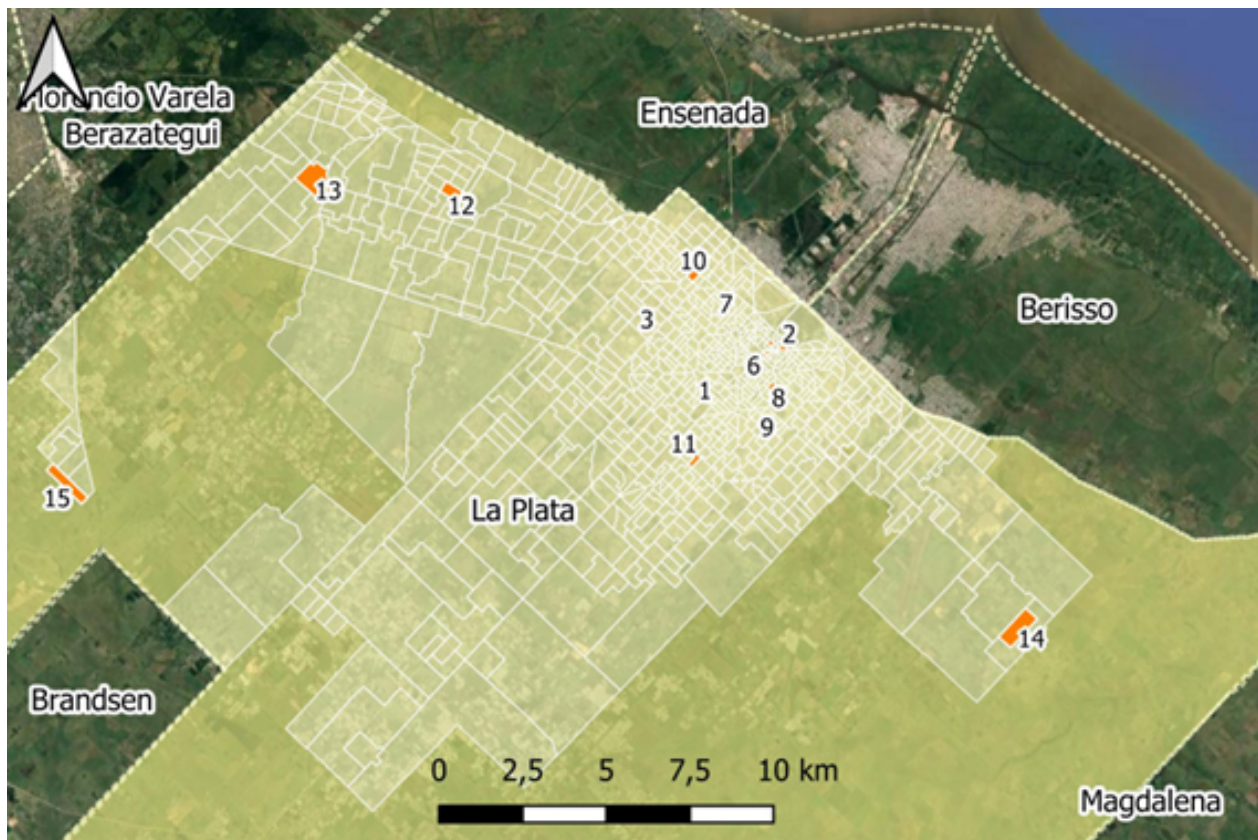 Florencio Varela
Berazategui
Ensenada
13
12
10
7
3
2
Berisso
6
1
8
9
11
15
La Plata
14
Brandsen
0 2,5 5 7,5 10 km
Magdalena